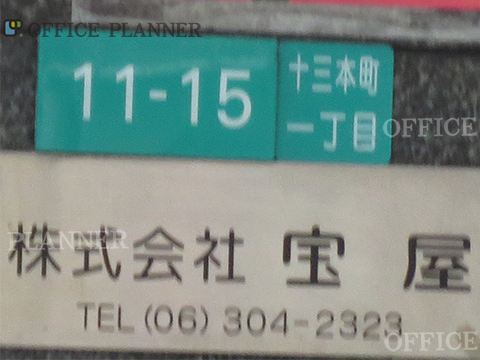 OFFICE PLANNER
11-15
十三本町
一丁目
OFFICE
PLANNER
株式会社 宝屋
TEL(06)304-2323
OFFICE